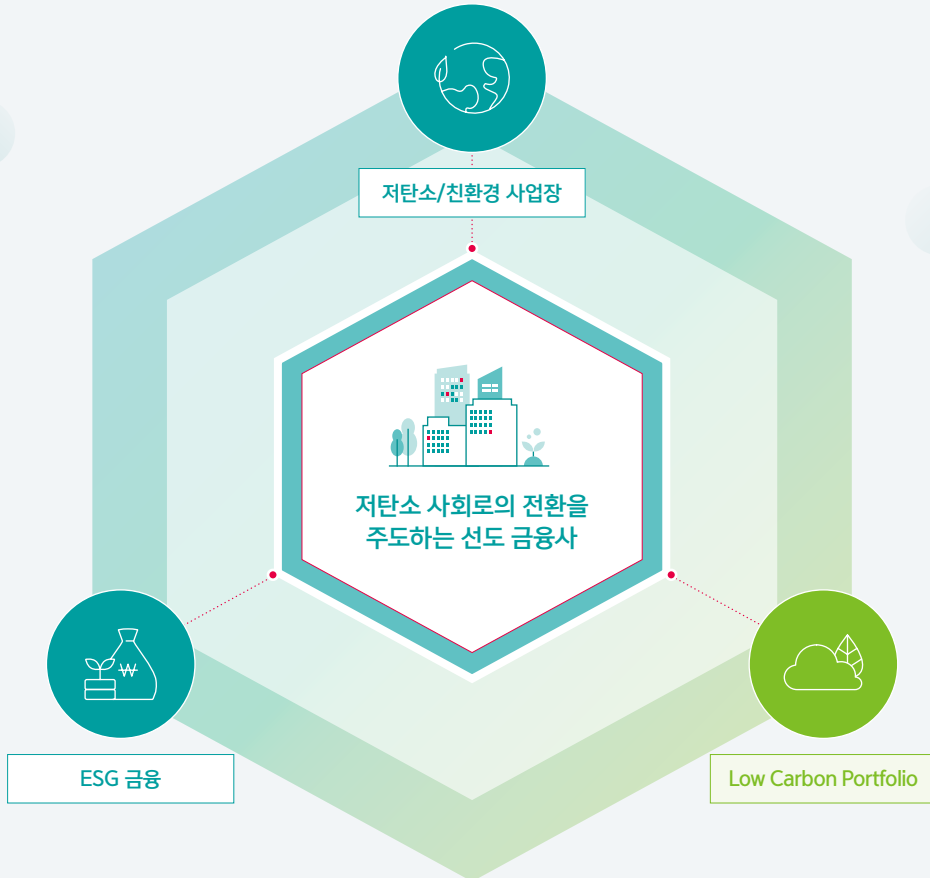 저탄소/친환경 사업장
저탄소 사회로의 전환을
주도하는 선도 금융사
₩
ESG 금융
Low Carbon Portfolio